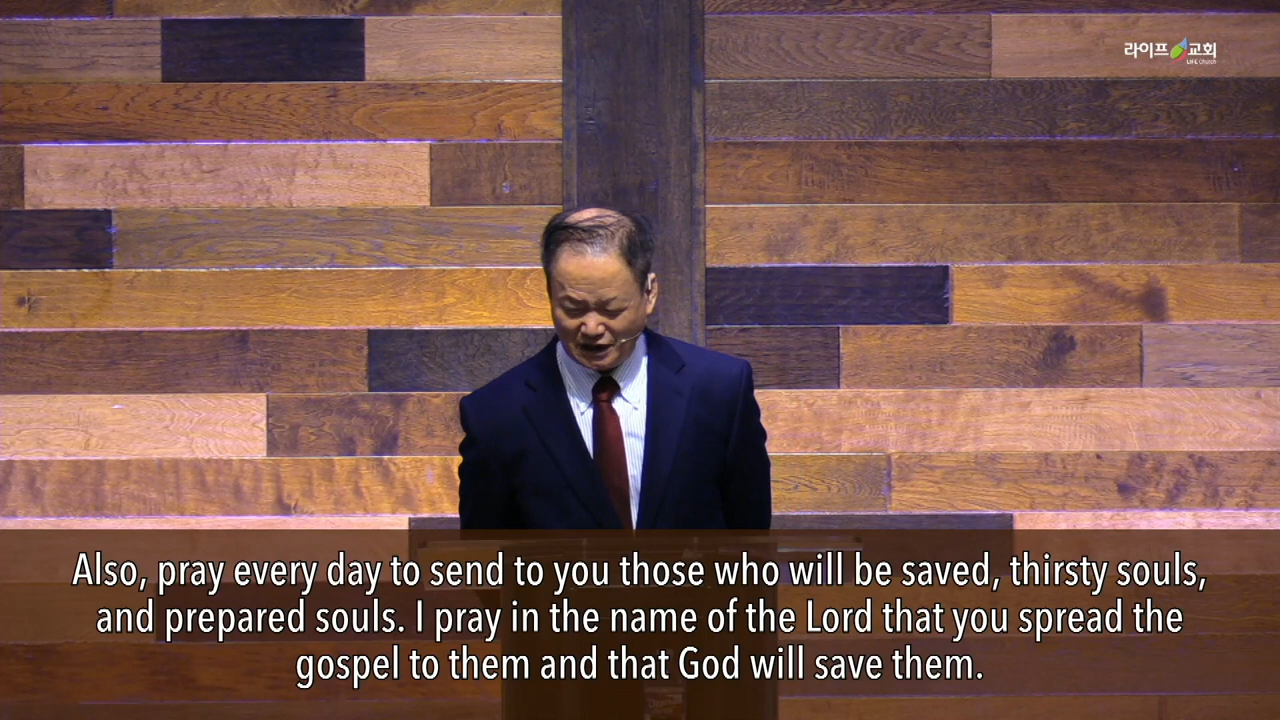 라이프 교회
LIFE Church
Also, pray every day to send to you those who will be saved, thirsty souls,
and prepared souls. I pray in the name of the Lord that you spread the
gospel to them and that God will save them.